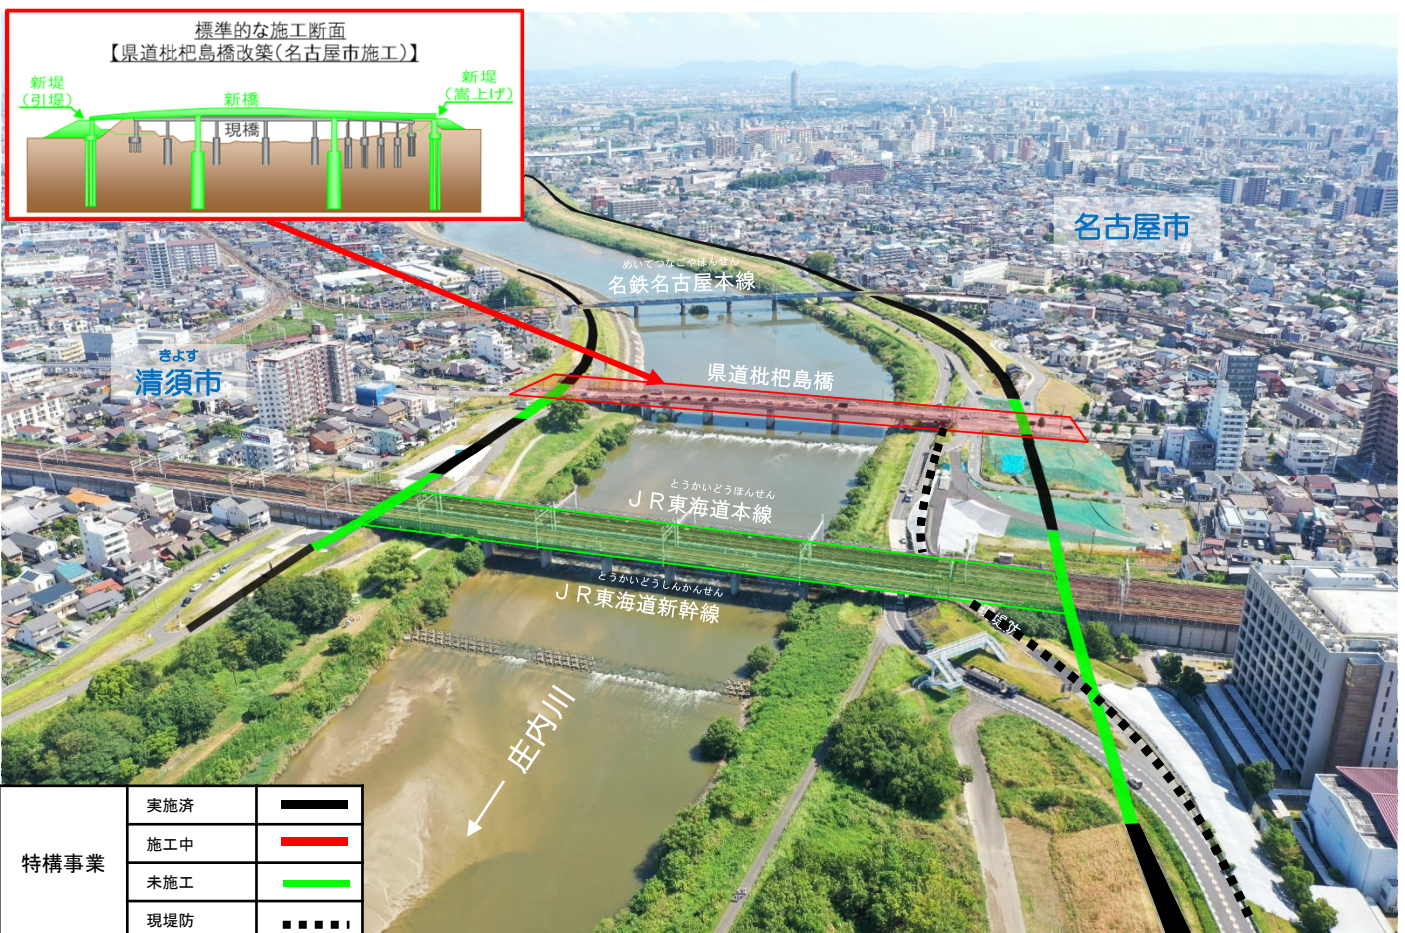 標準的な施工断面
【県道枇杷島橋改築(名古屋市施工)】
新堤
(引堤)
新橋
現橋
新堤
(嵩上げ)
名古屋市
めいてつなごやほんせん
名鉄名古屋本線
きよす
清須市
県道枇杷島橋
とうかいどうほんせん
JR東海道本線
とうかいどうしんかんせん
JR東海道新幹線
堤防
庄内川
特構事業
実施済
施工中
未施工
現堤防